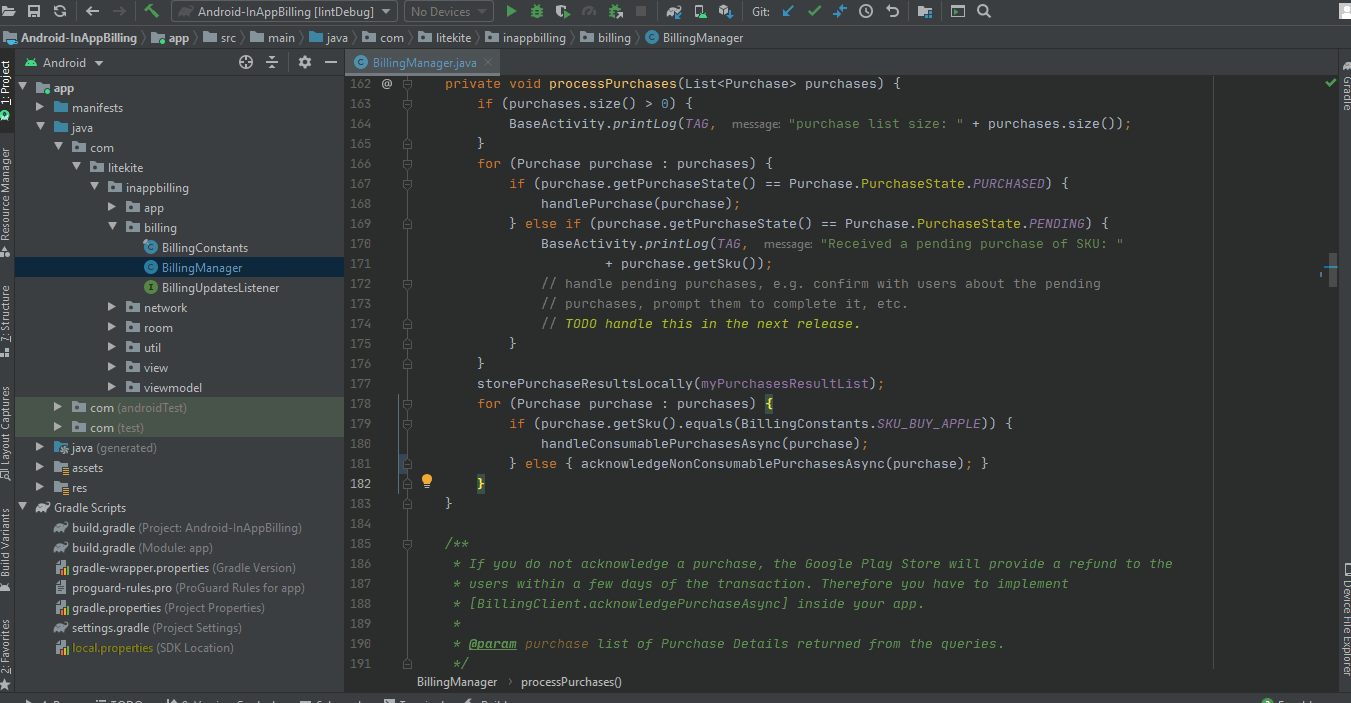 Android-InAppBilling [lintDebug]
No Devices
Git:
Android-InAppBilling
app
src
main
java
com
litekite
inappbilling
billing
BillingManager
Android
BillingManager.java
1: Project
Resource Manager
7: Structure
Layout Captures
Build Variants
2: Favorites
app
manifests
java
com
litekite
inappbilling
app
billing
BillingConstants
BillingManager
BillingUpdatesListener
network
room
util
view
viewmodel
com (androidTest)
com (test)
java (generated)
assets
res
Gradle Scripts
build.gradle (Project: Android-InAppBilling)
build.gradle (Module: app)
gradle-wrapper.properties (Gradle Version)
proguard-rules.pro (ProGuard Rules for app)
gradle.properties (Project Properties)
settings.gradle (Project Settings)
local.properties (SDK Location)
162 @ private void processPurchases(List<Purchase> purchases) {
163 if (purchases.size() > 0) {
164 BaseActivity.printLog(TAG, message: "purchase list size: " + purchases.size());
165 }
166 for (Purchase purchase : purchases) {
167 if (purchase.getPurchaseState() == Purchase.PurchaseState.PURCHASED) {
168 handlePurchase(purchase);
169 } else if (purchase.getPurchaseState() == Purchase.PurchaseState.PENDING) {
170 BaseActivity.printLog(TAG, message: "Received a pending purchase of SKU: "
171 + purchase.getSku());
172 // handle pending purchases, e.g. confirm with users about the pending
173 // purchases, prompt them to complete it, etc.
174 // TODO handle this in the next release.
175 }
176 }
177 storePurchaseResultsLocally(myPurchasesResultList);
178 for (Purchase purchase : purchases) {
179 if (purchase.getSku().equals(BillingConstants.SKU_BUY_APPLE)) {
180 handleConsumablePurchasesAsync(purchase);
181 } else { acknowledgeNonConsumablePurchasesAsync(purchase); }
182 }
183 }
184
185 /**
186 * If you do not acknowledge a purchase, the Google Play Store will provide a refund to the
187 * users within a few days of the transaction. Therefore you have to implement
188 * [BillingClient.acknowledgePurchaseAsync] inside your app.
189 *
190 * @param purchase list of Purchase Details returned from the queries.
191 */
BillingManager
processPurchases()
Gradle
Device File Explorer